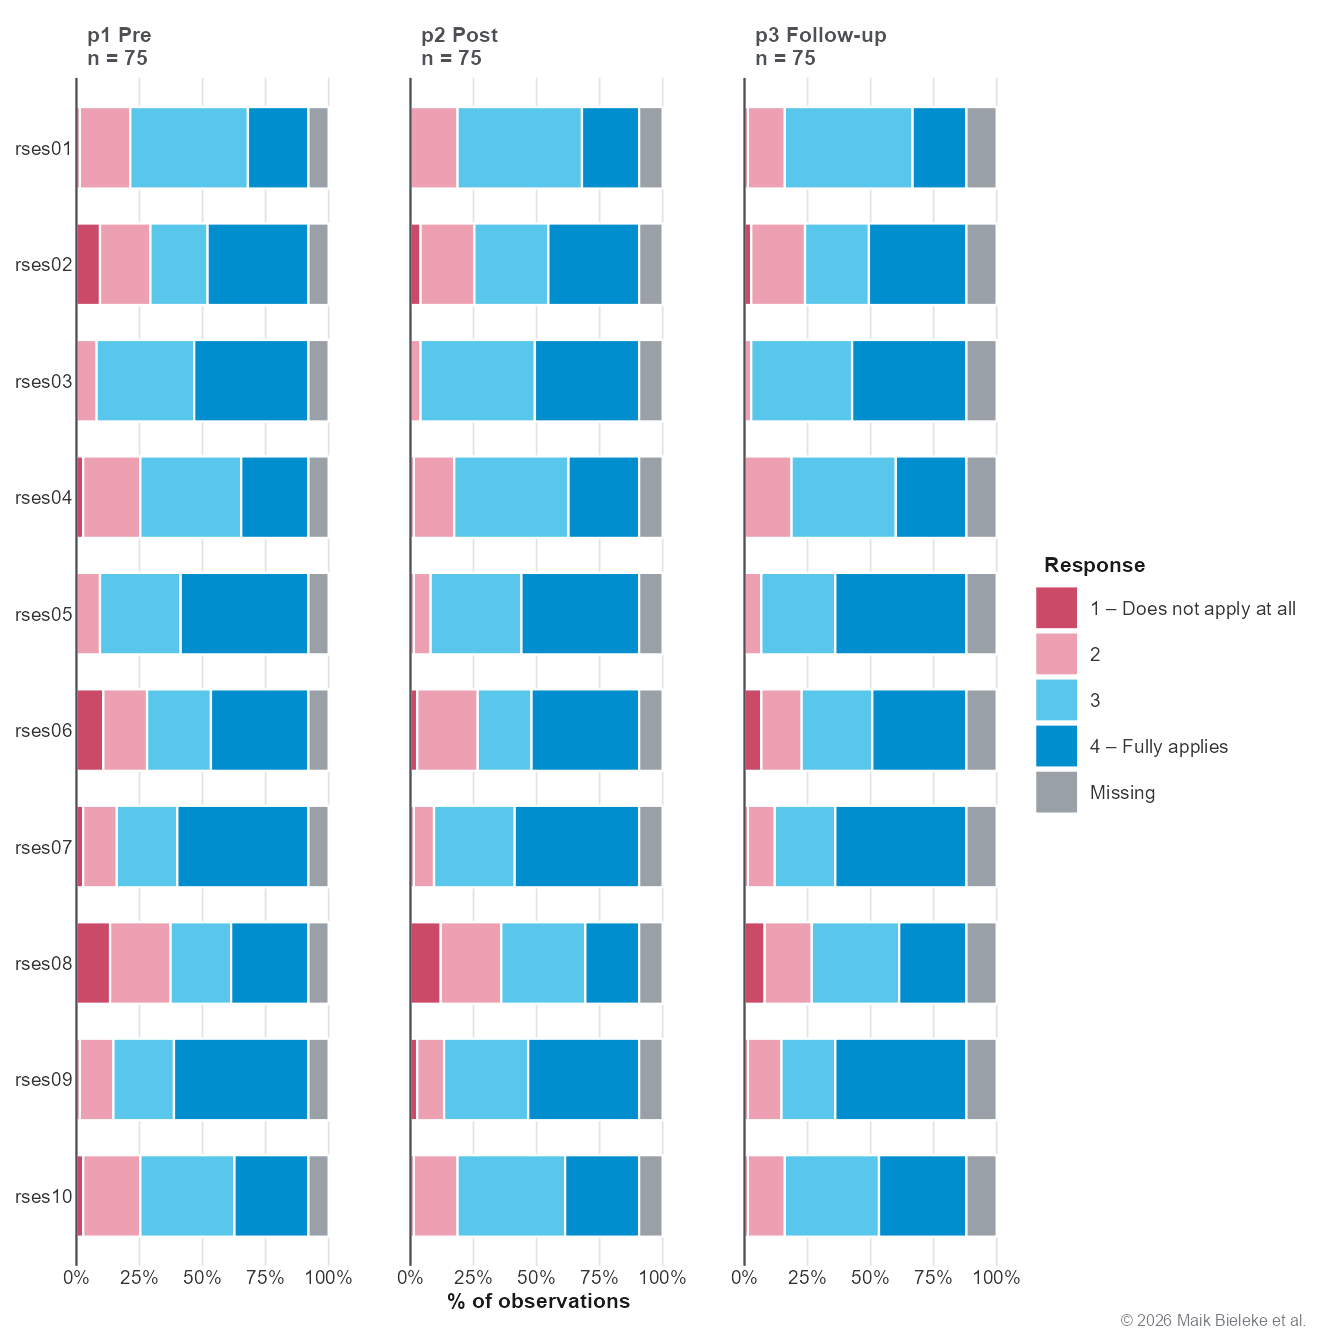 p1 Pre
n = 75
p2 Post
n = 75
p3 Follow-up
n = 75
rses01
rses02
rses03
rses04
rses05
rses06
rses07
rses08
rses09
rses10
0% 25% 50% 75% 100%
0% 25% 50% 75% 100%
0% 25% 50% 75% 100%
% of observations
Response
1 – Does not apply at all
2
3
4 – Fully applies
Missing
© 2026 Maik Bieleke et al.